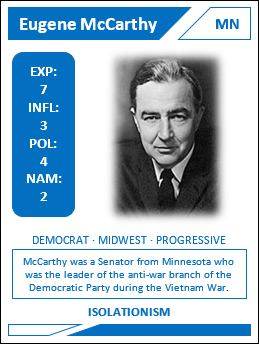 Eugene McCarthy
MN
EXP:
7
INFL:
3
POL:
4
NAM:
2
DEMOCRAT · MIDWEST · PROGRESSIVE
McCarthy was a Senator from Minnesota who
was the leader of the anti-war branch of the
Democratic Party during the Vietnam War.
ISOLATIONISM